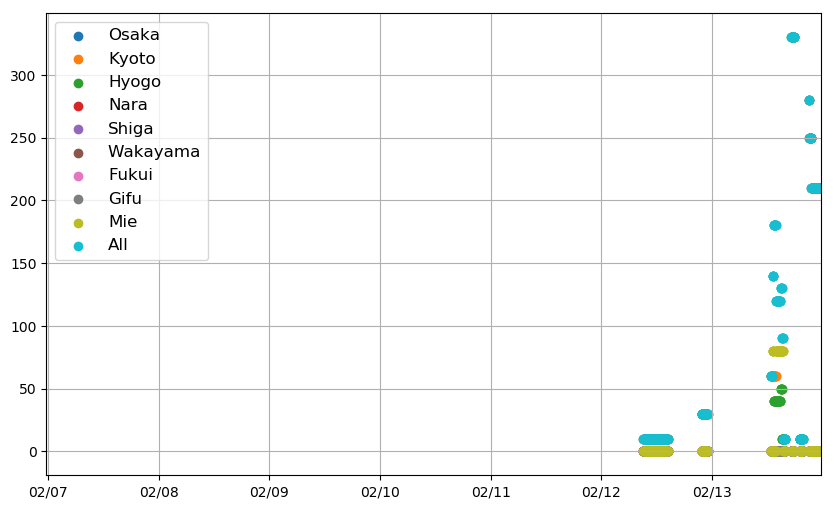 Osaka
Kyoto
Hyogo
Nara
Shiga
Wakayama
Fukui
Gifu
Mie
All
300
250
200
150
100
50
0
02/07 02/08 02/09 02/10 02/11 02/12 02/13